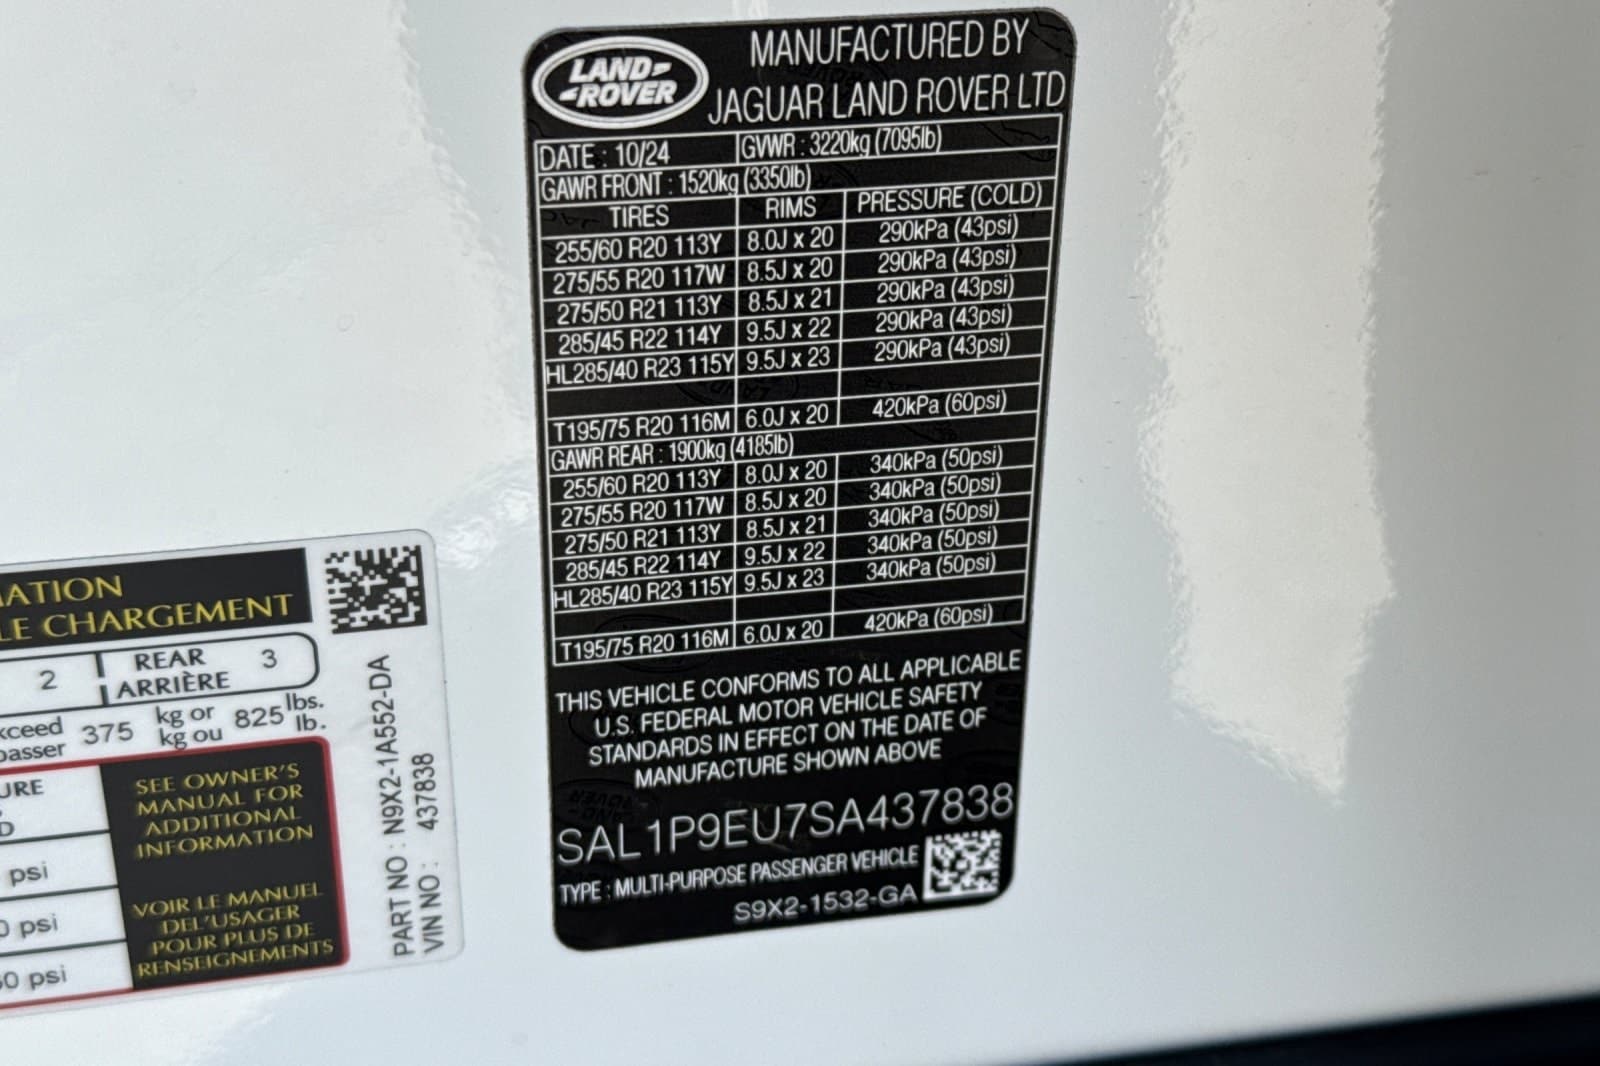 LAND-
-ROVER
MANUFACTURED BY
JAGUAR LAND ROVER LTD
DATE : 10/24 GVWR : 3220kg (7095lb)
GAWR FRONT : 1520kg (3350lb)
TIRES RIMS PRESSURE (COLD)
255/60 R20 113Y 8.0J x 20 290kPa (43psi)
275/55 R20 117W 8.5J x 20 290kPa (43psi)
275/50 R21 113Y 8.5J x 21 290kPa (43psi)
285/45 R22 114Y 9.5J x 22 290kPa (43psi)
HL285/40 R23 115Y 9.5J x 23 290kPa (43psi)
T195/75 R20 116M 6.0J x 20 420kPa (60psi)
GAWR REAR : 1900kg (4185lb)
255/60 R20 113Y 8.0J x 20 340kPa (50psi)
275/55 R20 117W 8.5J x 20 340kPa (50psi)
275/50 R21 113Y 8.5J x 21 340kPa (50psi)
285/45 R22 114Y 9.5J x 22 340kPa (50psi)
HL285/40 R23 115Y 9.5J x 23 340kPa (50psi)
T195/75 R20 116M 6.0J x 20 420kPa (60psi)
THIS VEHICLE CONFORMS TO ALL APPLICABLE
U.S. FEDERAL MOTOR VEHICLE SAFETY
STANDARDS IN EFFECT ON THE DATE OF
MANUFACTURE SHOWN ABOVE
SAL1P9EU7SA437838
TYPE : MULTI-PURPOSE PASSENGER VEHICLE
S9X2-1532-GA
LE CHARGEMENT
2 REAR 3
ARRIÈRE
375 kg or 825 lbs.
kg ou lb.
SEE OWNER'S
MANUAL FOR
ADDITIONAL
INFORMATION
psi
psi
psi
VOIR LE MANUEL
DEL'USAGER
POUR PLUS DE
RENSEIGNEMENTS
PART NO : N9X2-1A552-DA
VIN NO : 437838